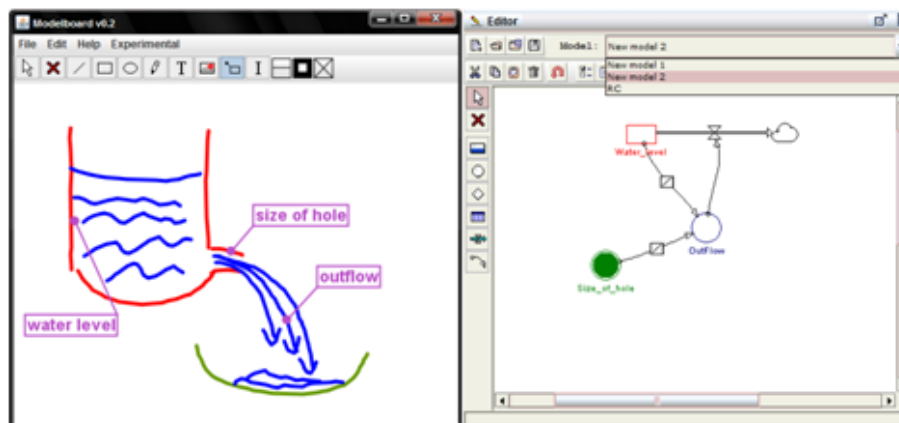 Modelboard v0.2
File Edit Help Experimental
T
size of hole
outflow
water level
Editor
Model: New model 2
New model 1
New model 2
RC
Water_level
OutFlow
Size_of_hole